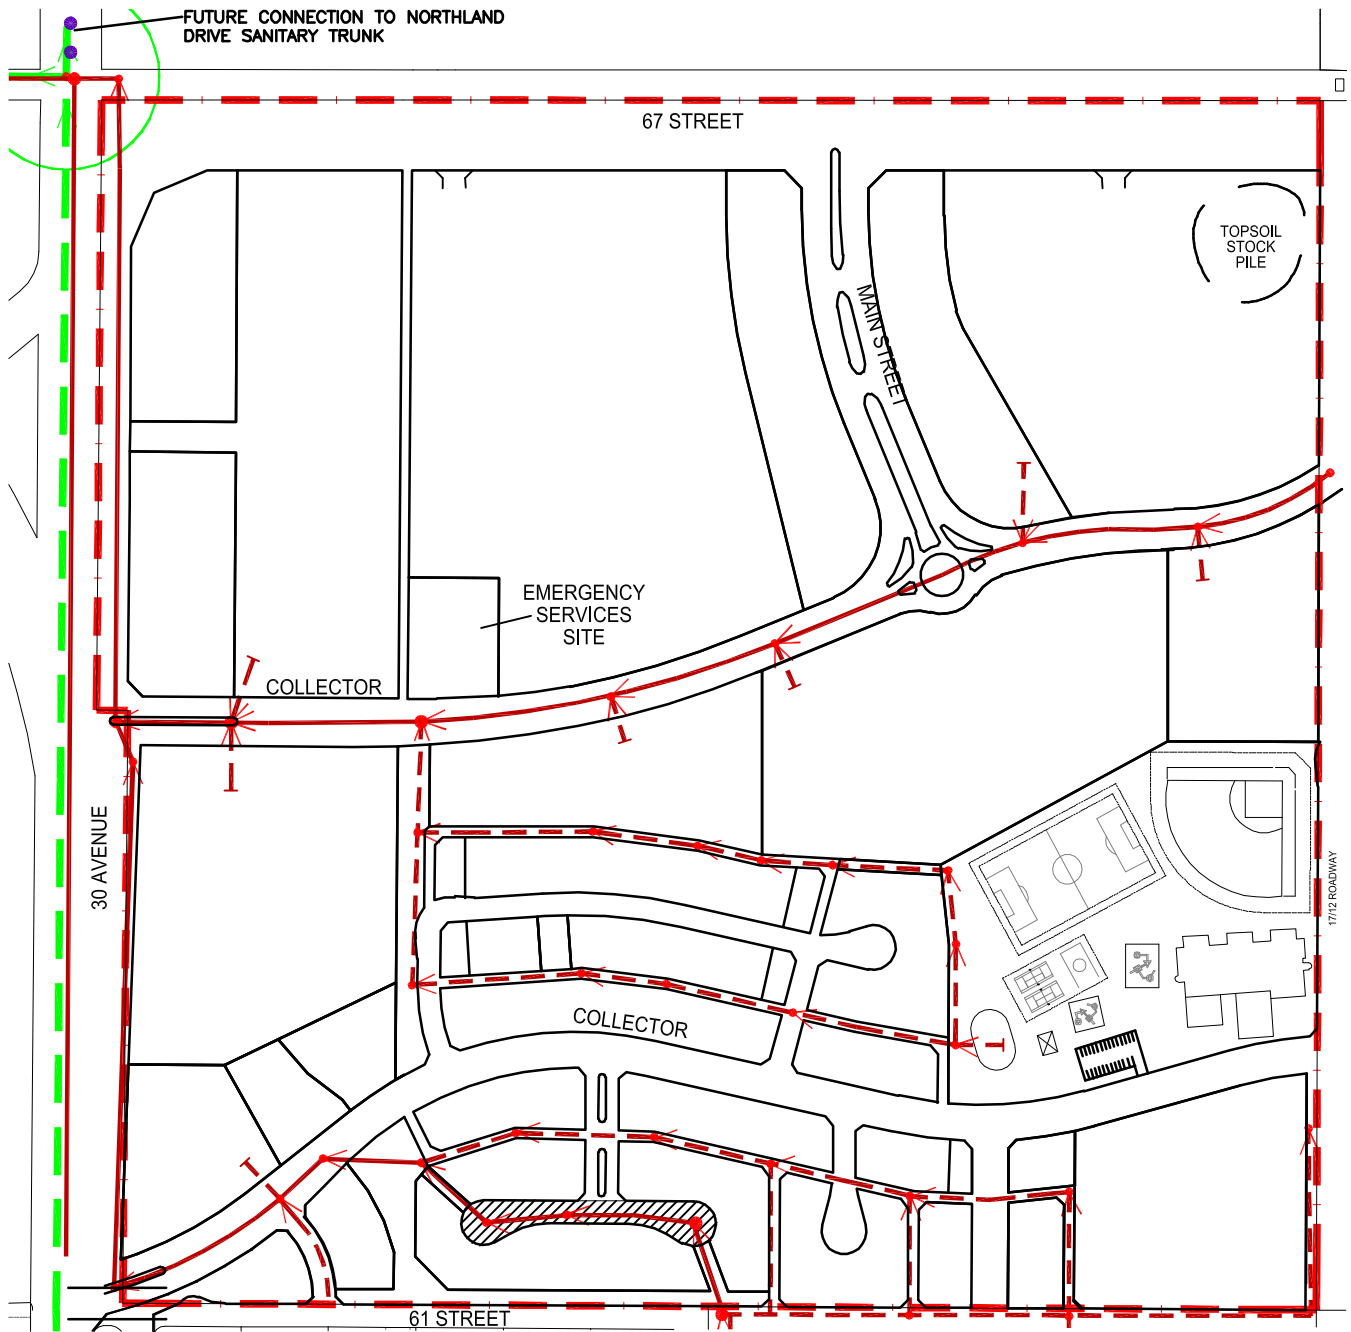 FUTURE CONNECTION TO NORTHLAND
DRIVE SANITARY TRUNK
67 STREET
TOPSOIL
STOCK
PILE
MAIN STREET
EMERGENCY
SERVICES
SITE
COLLECTOR
30 AVENUE
17/12 ROADWAY
COLLECTOR
61 STREET